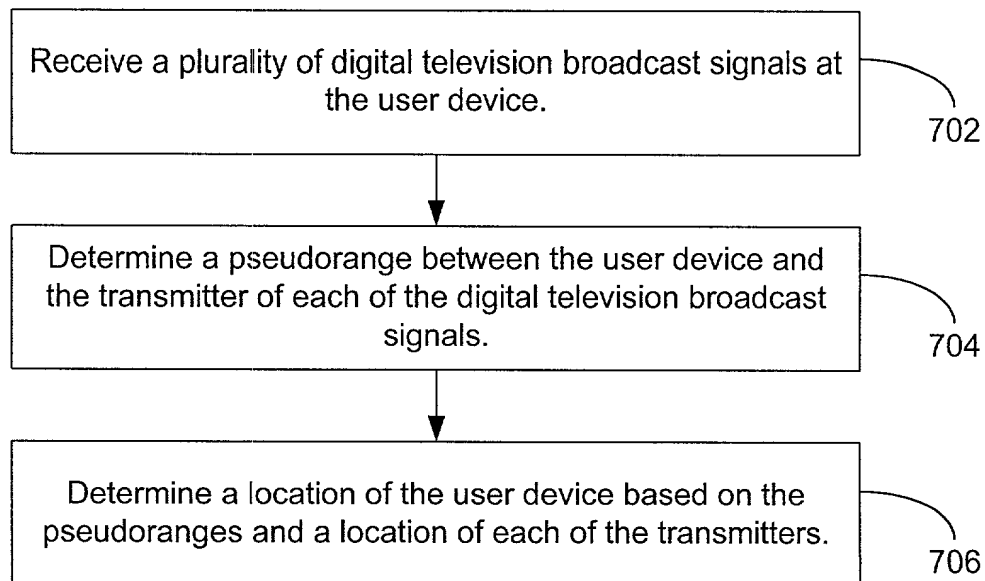 Receive a plurality of digital television broadcast signals at
the user device.
702
Determine a pseudorange between the user device and
the transmitter of each of the digital television broadcast
signals.
704
Determine a location of the user device based on the
pseudoranges and a location of each of the transmitters.
706